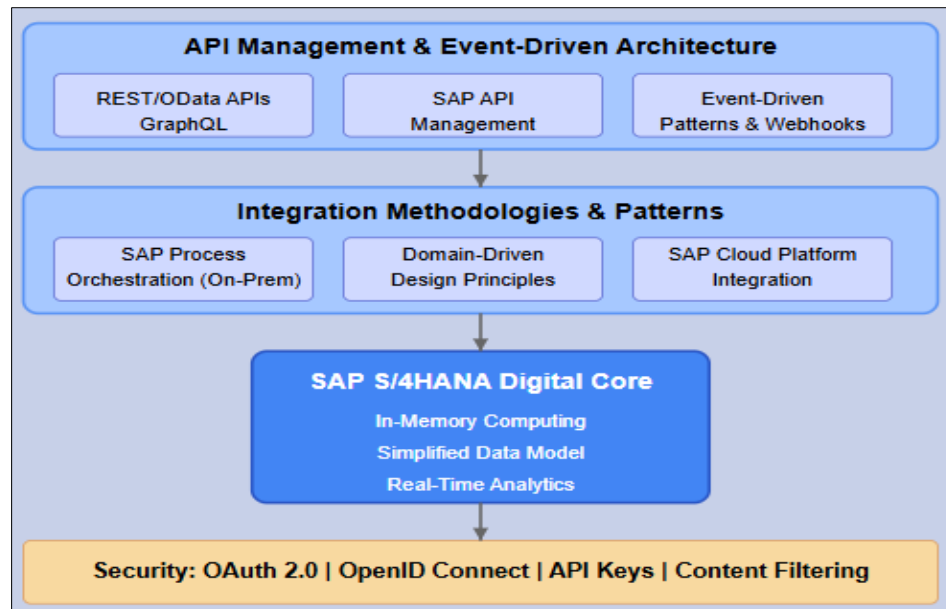 API Management & Event-Driven Architecture
REST/OData APIs
GraphQL
SAP API
Management
Event-Driven
Patterns & Webhooks
Integration Methodologies & Patterns
SAP Process
Orchestration (On-Prem)
Domain-Driven
Design Principles
SAP Cloud Platform
Integration
SAP S/4HANA Digital Core
In-Memory Computing
Simplified Data Model
Real-Time Analytics
Security: OAuth 2.0 | OpenID Connect | API Keys | Content Filtering